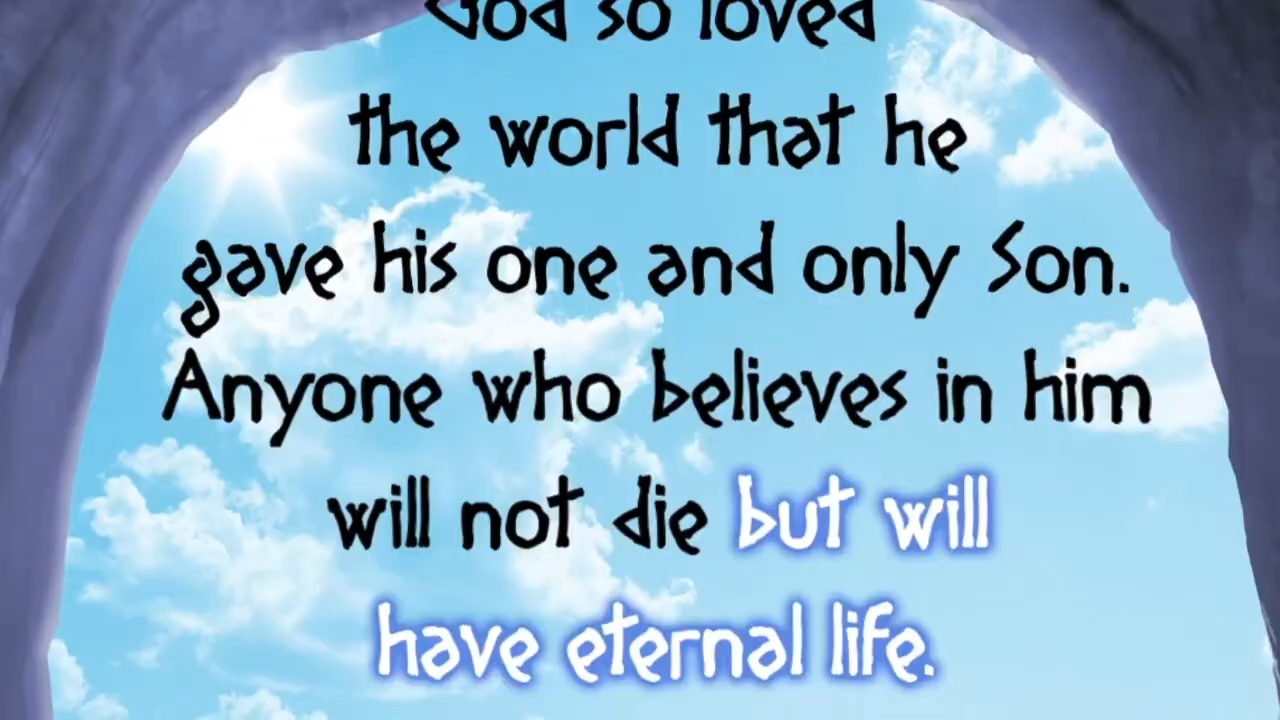 God so loved
the world that he
gave his one and only Son.
Anyone who believes in him
will not die but will
have eternal life.